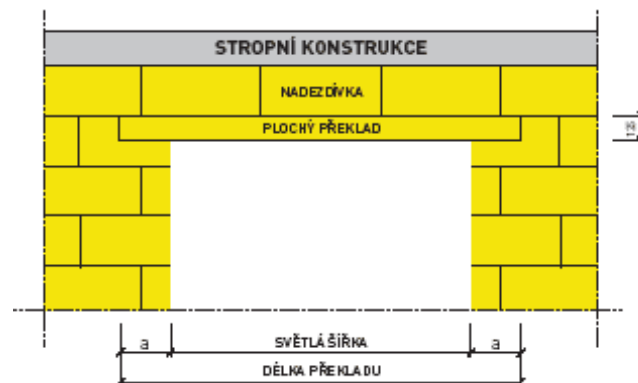 STROPNÍ KONSTRUKCE
NADEZDÍVKA
PLOCHÝ PŘEKLAD
a
SVĚTLÁ ŠÍŘKA
a
DÉLKA PŘEKLADU